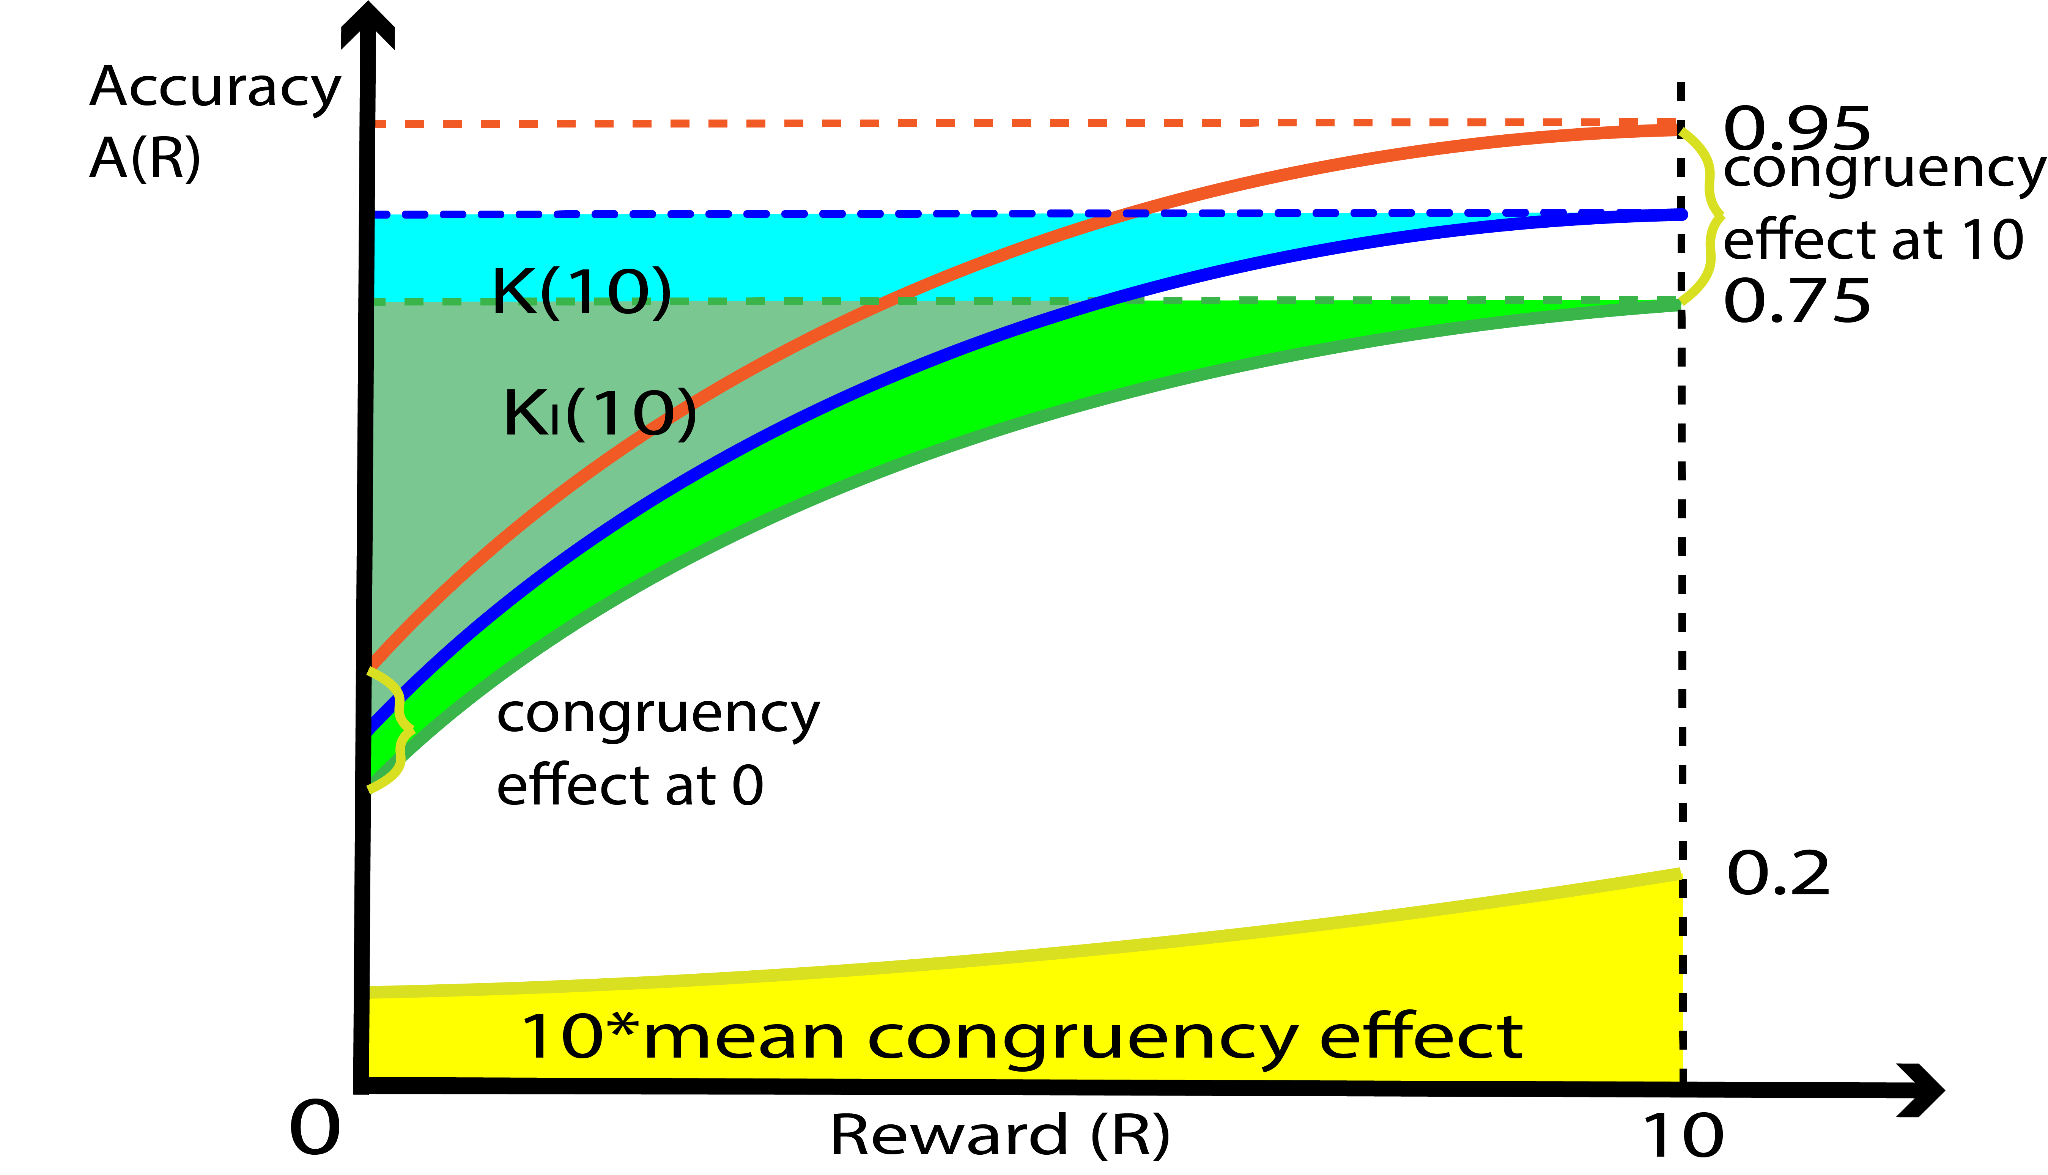 Accuracy
A(R)
0.95
congruency
effect at 10
0.75
K(10)
KI(10)
congruency
effect at 0
0.2
10*mean congruency effect
0
Reward (R)
10